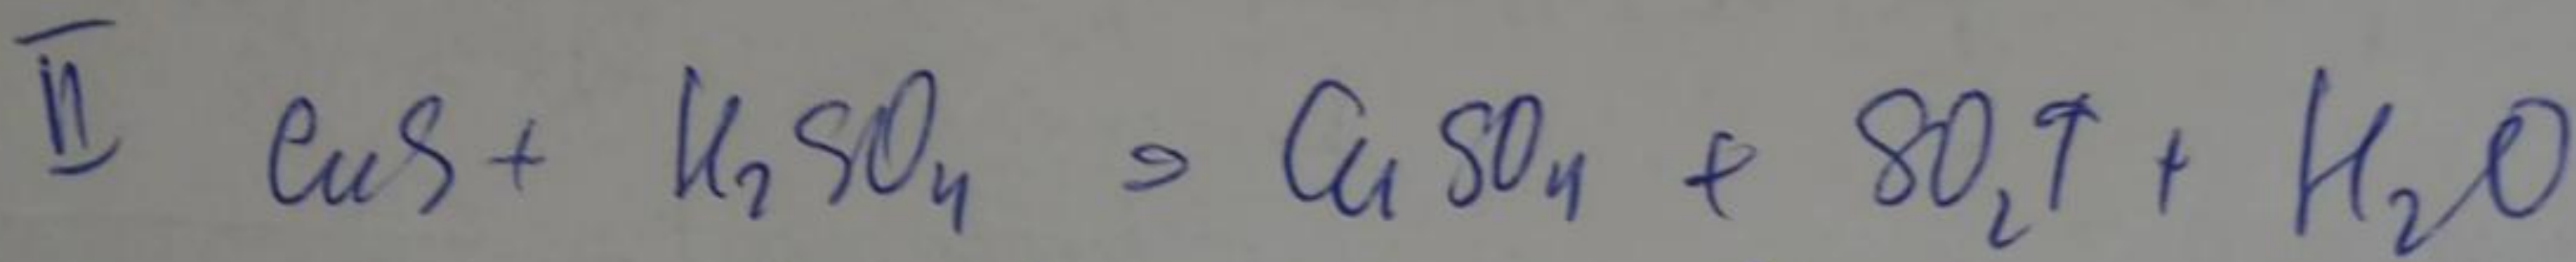 II CuS + H₂SO₄ = CuSO₄ + SO₂↑ + H₂O